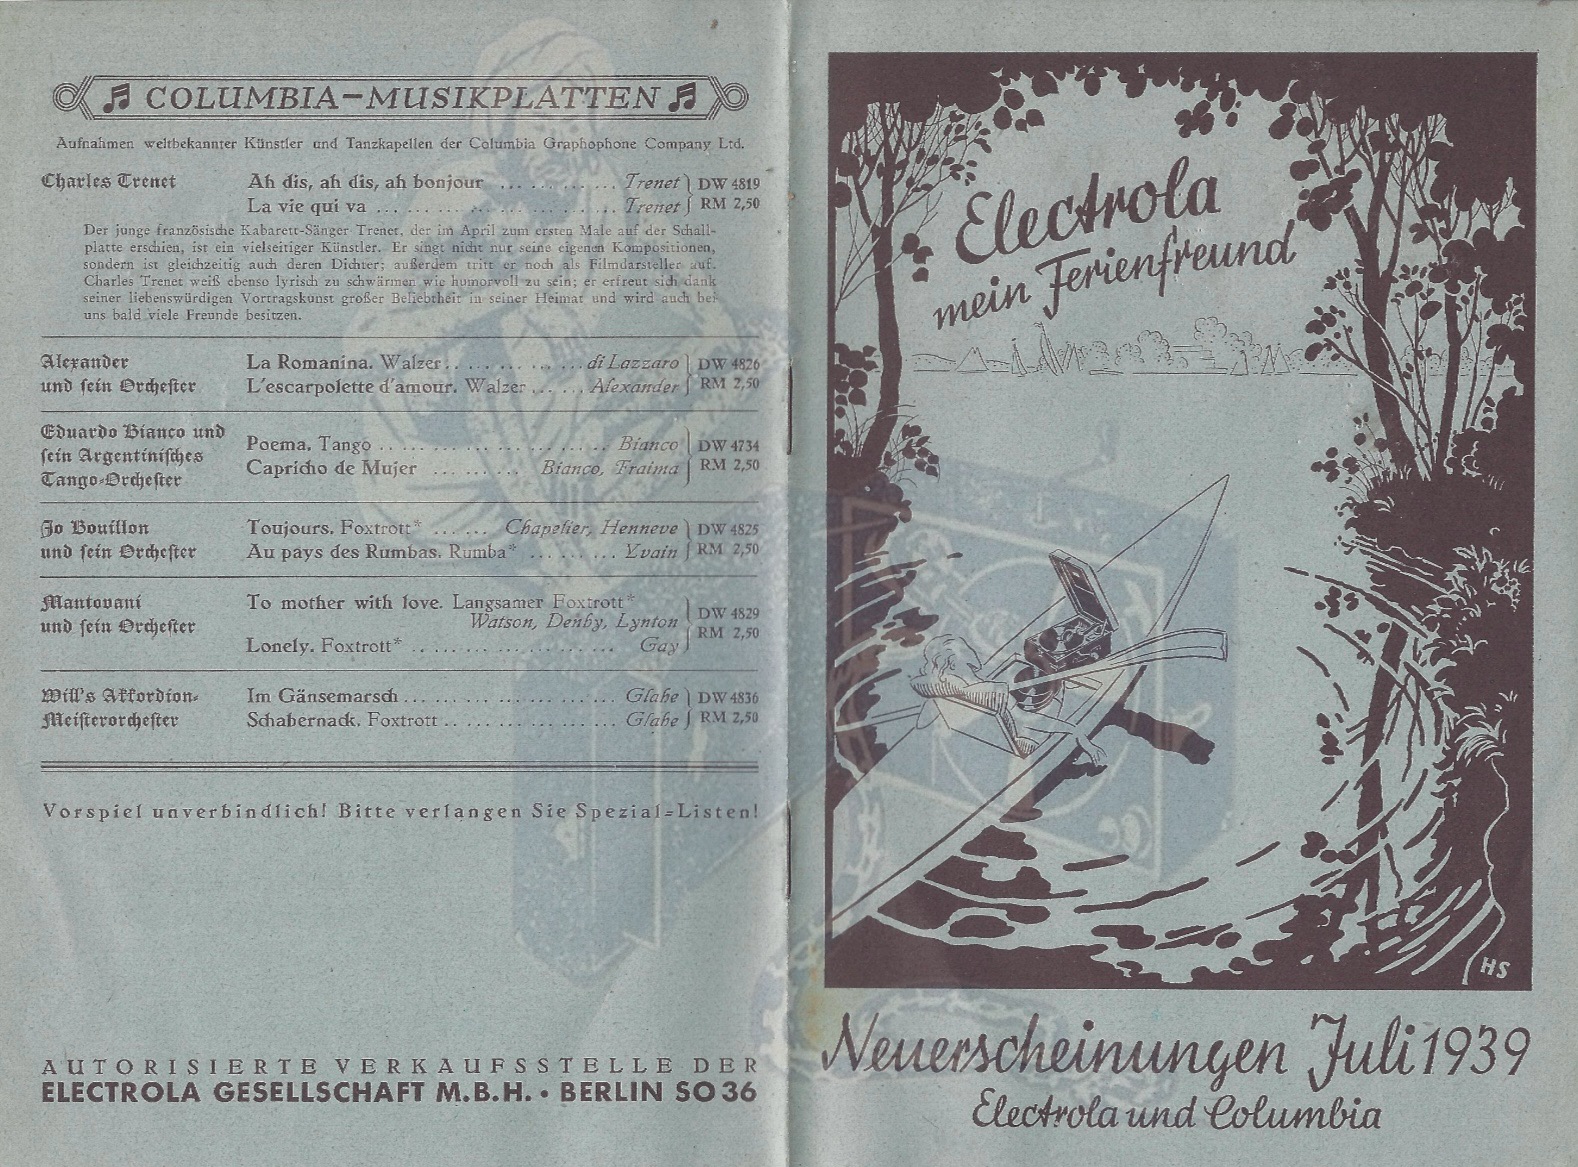 COLUMBIA-MUSIKPLATTEN
Aufnahmen weltbekannter Künstler und Tanzkapellen der Columbia Graphophone Company Ltd.
Charles Trenet
Ah dis, ah dis, ah bonjour ........... Trenet
La vie qui va ...................... Trenet
DW 4819
RM 2,50
Der junge französische Kabarett-Sänger Trenet, der im April zum ersten Male auf der Schall-
platte erschien, ist ein vielseitiger Künstler. Er singt nicht nur seine eigenen Kompositionen,
sondern ist gleichzeitig auch deren Dichter; außerdem tritt er noch als Filmdarsteller auf.
Charles Trenet weiß ebenso lyrisch zu schwärmen wie humorvoll zu sein; er erfreut sich dank
seiner liebenswürdigen Vortragskunst großer Beliebtheit in seiner Heimat und wird auch bei
uns bald viele Freunde besitzen.
Alexander
und sein Orchester
La Romanina. Walzer ............. di Lazzaro
L'escarpolette d'amour. Walzer ...... Alexander
DW 4826
RM 2,50
Eduardo Bianco und
sein Argentinisches
Tango-Orchester
Poema. Tango ..................... Bianco
Capricho de Mujer ....... Bianco, Fraima
DW 4734
RM 2,50
Jo Bouillon
und sein Orchester
Toujours. Foxtrott* ...... Chapelier, Henneve
Au pays des Rumbas. Rumba* ........ Yvain
DW 4825
RM 2,50
Mantovani
und sein Orchester
To mother with love. Langsamer Foxtrott*
Watson, Denby, Lynton
Lonely. Foxtrott* ................... Gay
DW 4829
RM 2,50
Will's Akkordion-
Meisterorchester
Im Gänsemarsch .................... Glahe
Schabernack. Foxtrott ................ Glahe
DW 4836
RM 2,50
Vorspiel unverbindlich! Bitte verlangen Sie Spezial-Listen!
AUTORISIERTE VERKAUFSSTELLE DER
ELECTROLA GESELLSCHAFT M.B.H. • BERLIN SO 36
Electrola
mein Ferienfreund
HS
Neuerscheinungen Juli 1939
Electrola und Columbia